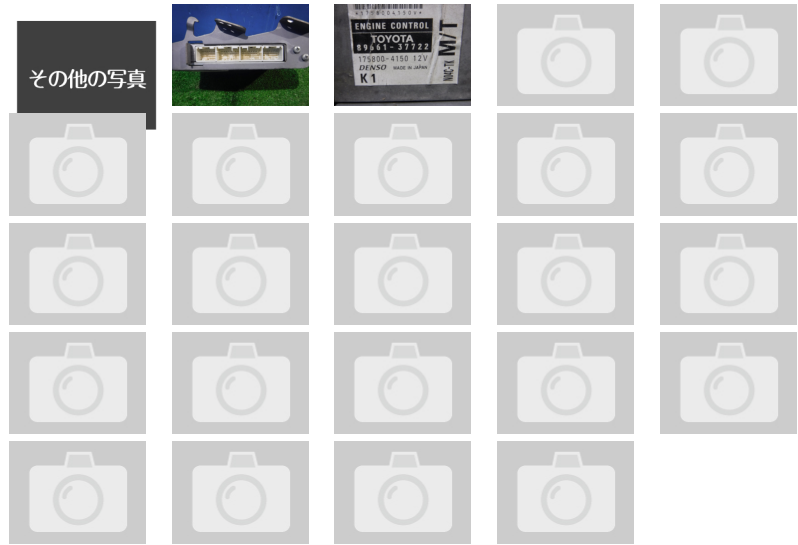 その他の写真
ENGINE CONTROL
TOYOTA
89661-37722
175800-4150 12V
DENSO MADE IN JAPAN
K1
M/T